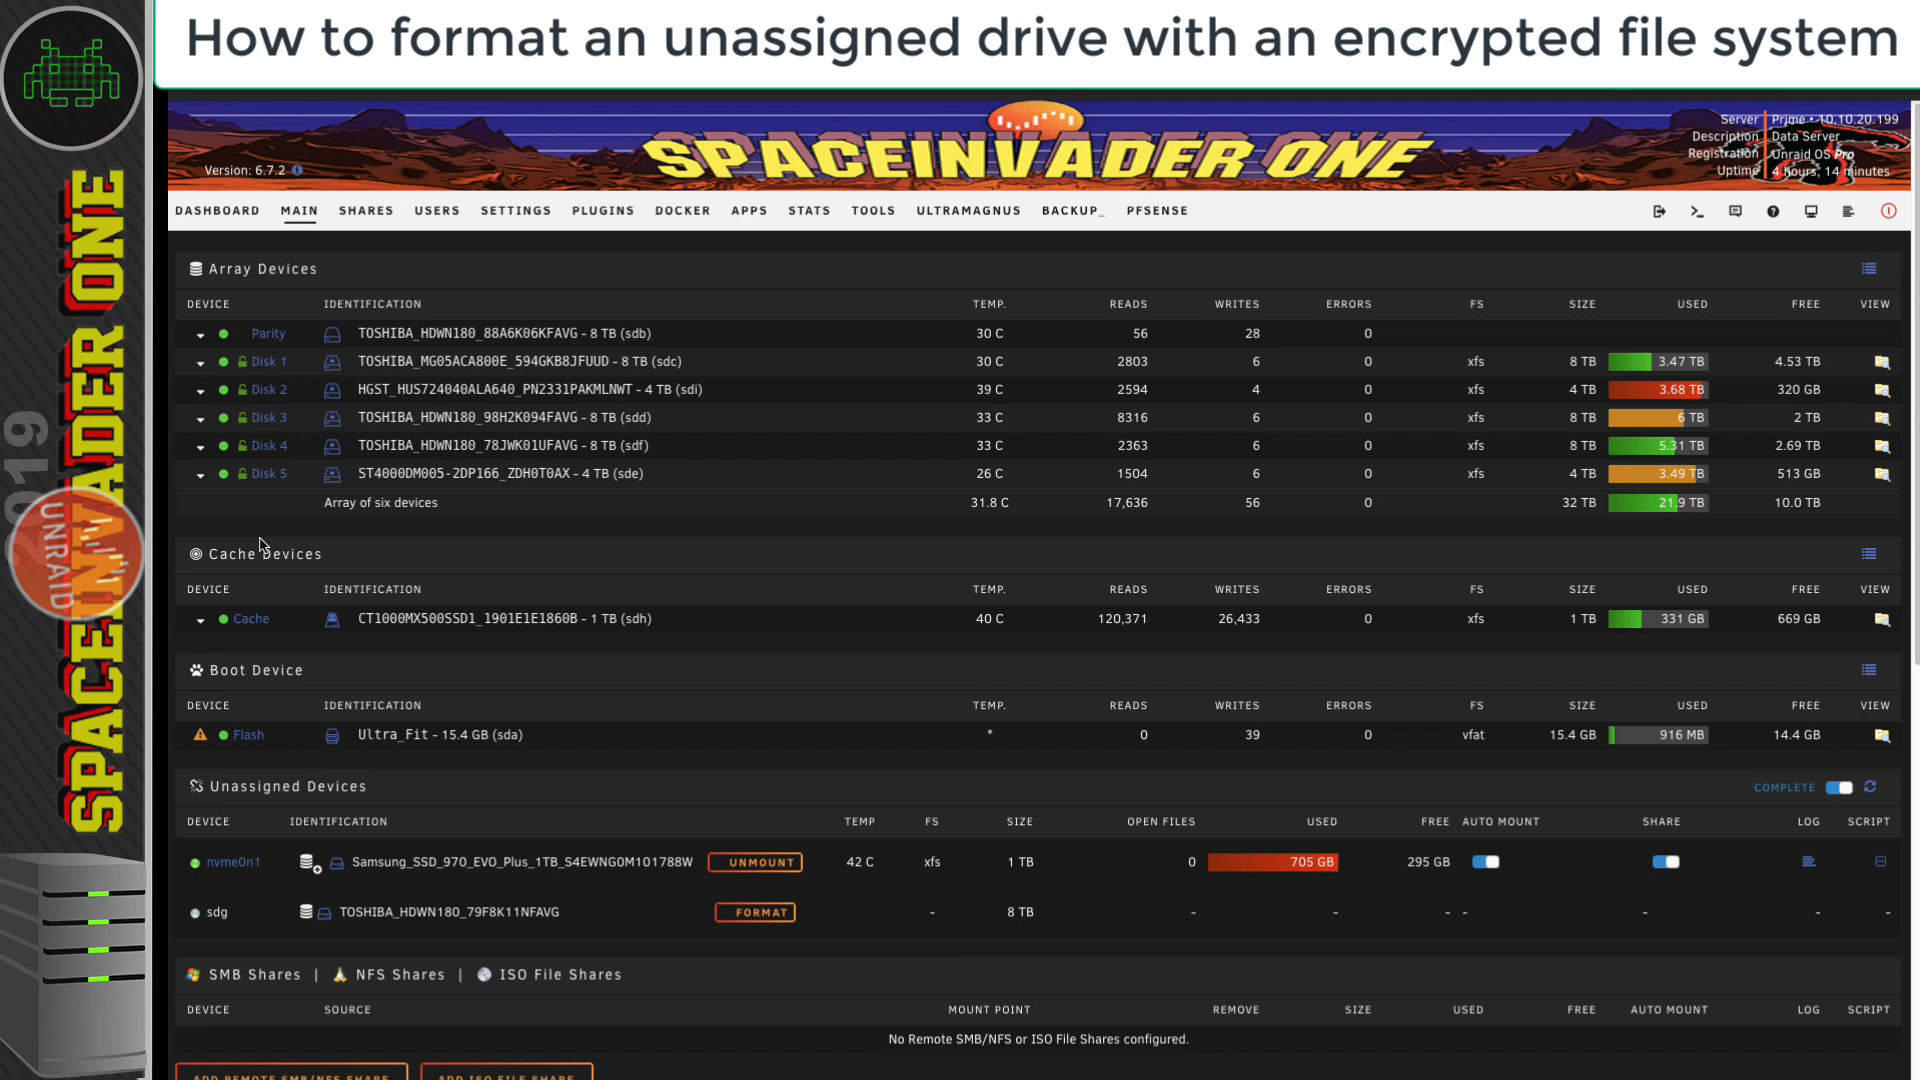 How to format an unassigned drive with an encrypted file system
SPACEINVADER ONE
2019
UNRAID
SPACEINVADER ONE
Version: 6.7.2
Server Prime • 10.10.20.199
Description Data Server
Registration Unraid OS Pro
Uptime 4 hours, 14 minutes
DASHBOARD MAIN SHARES USERS SETTINGS PLUGINS DOCKER APPS STATS TOOLS ULTRAMAGNUS BACKUP_ PFSENSE
Array Devices
DEVICE IDENTIFICATION TEMP. READS WRITES ERRORS FS SIZE USED FREE VIEW
Parity TOSHIBA_HDWN180_88A6K06KFAVG - 8 TB (sdb) 30 C 56 28 0
Disk 1 TOSHIBA_MG05ACA800E_594GKB8JFUUD - 8 TB (sdc) 30 C 2803 6 0 xfs 8 TB 3.47 TB 4.53 TB
Disk 2 HGST_HUS724040ALA640_PN2331PAKMLNWT - 4 TB (sdi) 39 C 2594 4 0 xfs 4 TB 3.68 TB 320 GB
Disk 3 TOSHIBA_HDWN180_98H2K094FAVG - 8 TB (sdd) 33 C 8316 6 0 xfs 8 TB 6 TB 2 TB
Disk 4 TOSHIBA_HDWN180_78JWK01UFAVG - 8 TB (sdf) 33 C 2363 6 0 xfs 8 TB 5.31 TB 2.69 TB
Disk 5 ST4000DM005-2DP166_ZDH0T0AX - 4 TB (sde) 26 C 1504 6 0 xfs 4 TB 3.49 TB 513 GB
Array of six devices 31.8 C 17,636 56 0 32 TB 21.9 TB 10.0 TB
Cache Devices
DEVICE IDENTIFICATION TEMP. READS WRITES ERRORS FS SIZE USED FREE VIEW
Cache CT1000MX500SSD1_1901E1E1860B - 1 TB (sdh) 40 C 120,371 26,433 0 xfs 1 TB 331 GB 669 GB
Boot Device
DEVICE IDENTIFICATION TEMP. READS WRITES ERRORS FS SIZE USED FREE VIEW
Flash Ultra_Fit - 15.4 GB (sda) * 0 39 0 vfat 15.4 GB 916 MB 14.4 GB
Unassigned Devices COMPLETE
DEVICE IDENTIFICATION TEMP FS SIZE OPEN FILES USED FREE AUTO MOUNT SHARE LOG SCRIPT
nvme0n1 Samsung_SSD_970_EVO_Plus_1TB_S4EWNG0M101788W UNMOUNT 42 C xfs 1 TB 0 705 GB 295 GB
sdg TOSHIBA_HDWN180_79F8K11NFAVG FORMAT - 8 TB - - - - - - -
SMB Shares | NFS Shares | ISO File Shares
DEVICE SOURCE MOUNT POINT REMOVE SIZE USED FREE AUTO MOUNT LOG SCRIPT
No Remote SMB/NFS or ISO File Shares configured.
ADD REMOTE SMB/NFS SHARE ADD ISO FILE SHARE